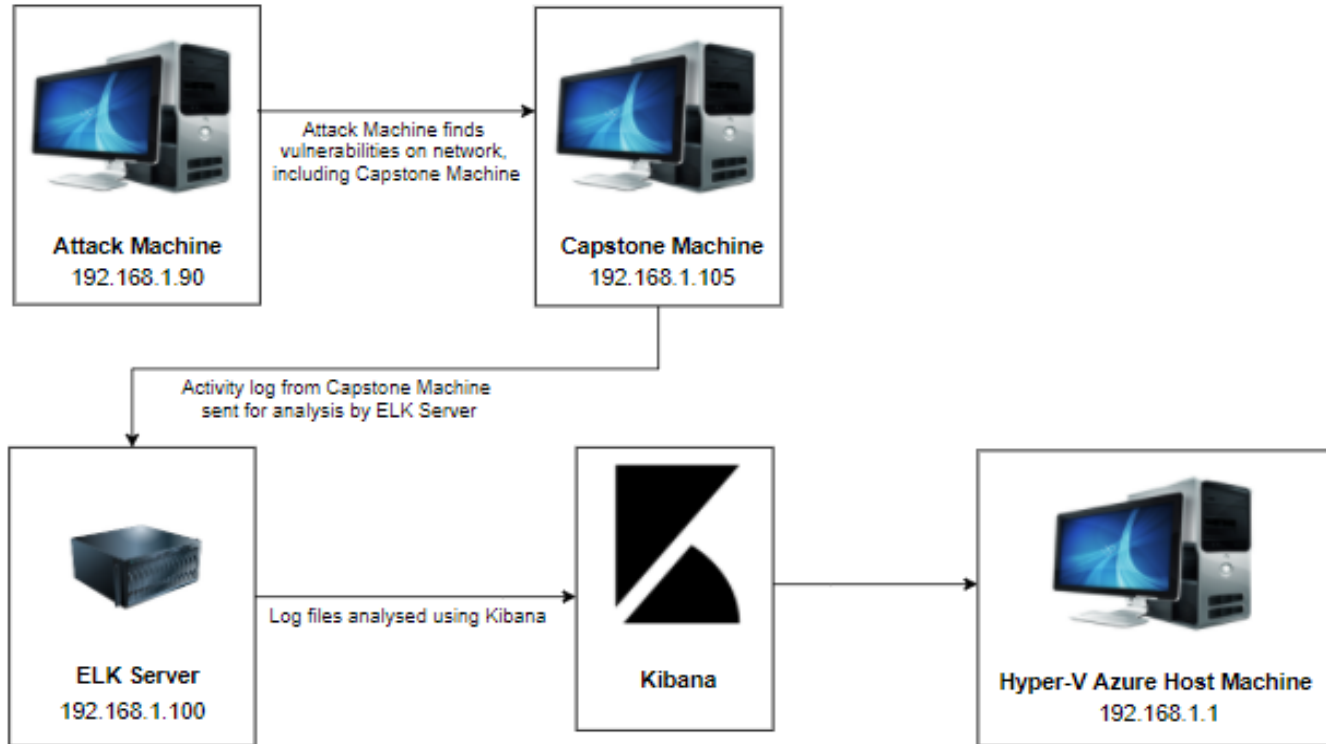 Attack Machine finds
vulnerabilities on network,
including Capstone Machine
Attack Machine
192.168.1.90
Capstone Machine
192.168.1.105
Activity log from Capstone Machine
sent for analysis by ELK Server
Log files analysed using Kibana
ELK Server
192.168.1.100
Kibana
Hyper-V Azure Host Machine
192.168.1.1